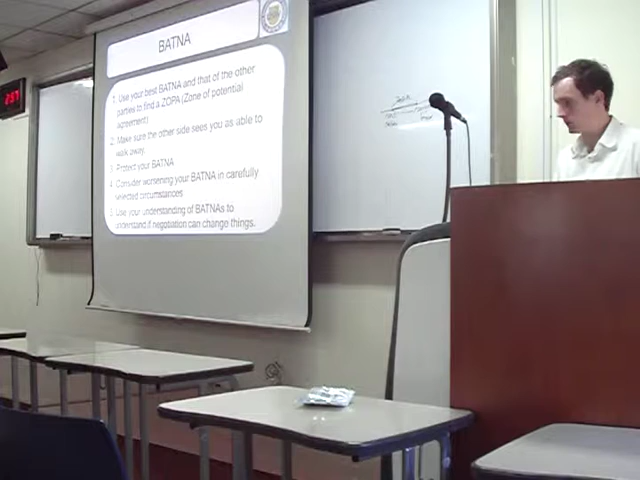 BATNA
1. Use your best BATNA and that of the other
parties to find a ZOPA (Zone of potential
agreement)
2. Make sure the other side sees you as able to
walk away.
3. Protect your BATNA
4. Consider worsening your BATNA in carefully
selected circumstances
5. Use your understanding of BATNAs to
understand if negotiation can change things.